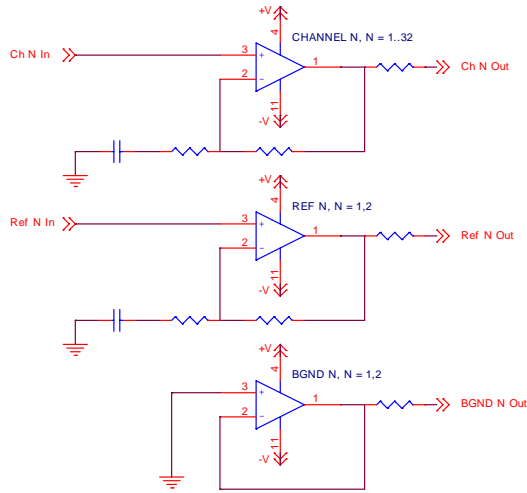 +V
4
CHANNEL N, N = 1..32
Ch N In
3
+
1
Ch N Out
2
-
11
-V
+V
4
REF N, N = 1,2
Ref N In
3
+
1
Ref N Out
2
-
11
-V
+V
4
BGND N, N = 1,2
3
+
1
BGND N Out
2
-
11
-V